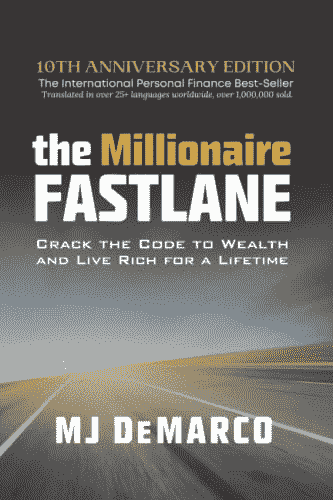 10TH ANNIVERSARY EDITION
The International Personal Finance Best-Seller
Translated in over 25+ languages worldwide, over 1,000,000 sold.
the Millionaire
FASTLANE
CRACK THE CODE TO WEALTH
AND LIVE RICH FOR A LIFETIME
MJ DEMARCO